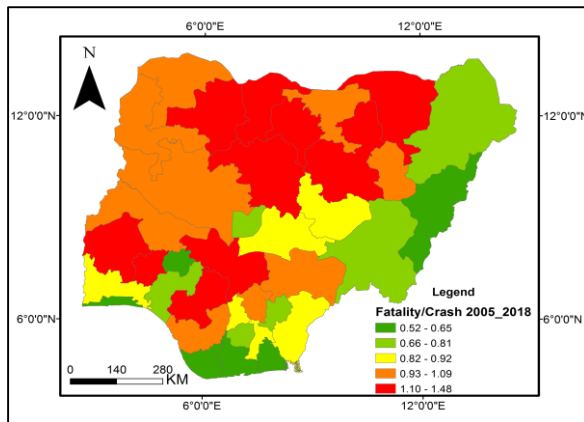 6°0'0"E 12°0'0"E
N
12°0'0"N 12°0'0"N
6°0'0"N 6°0'0"N
Legend
Fatality/Crash 2005_2018
0.52 - 0.65
0.66 - 0.81
0.82 - 0.92
0.93 - 1.09
1.10 - 1.48
0 140 280
KM
6°0'0"E 12°0'0"E